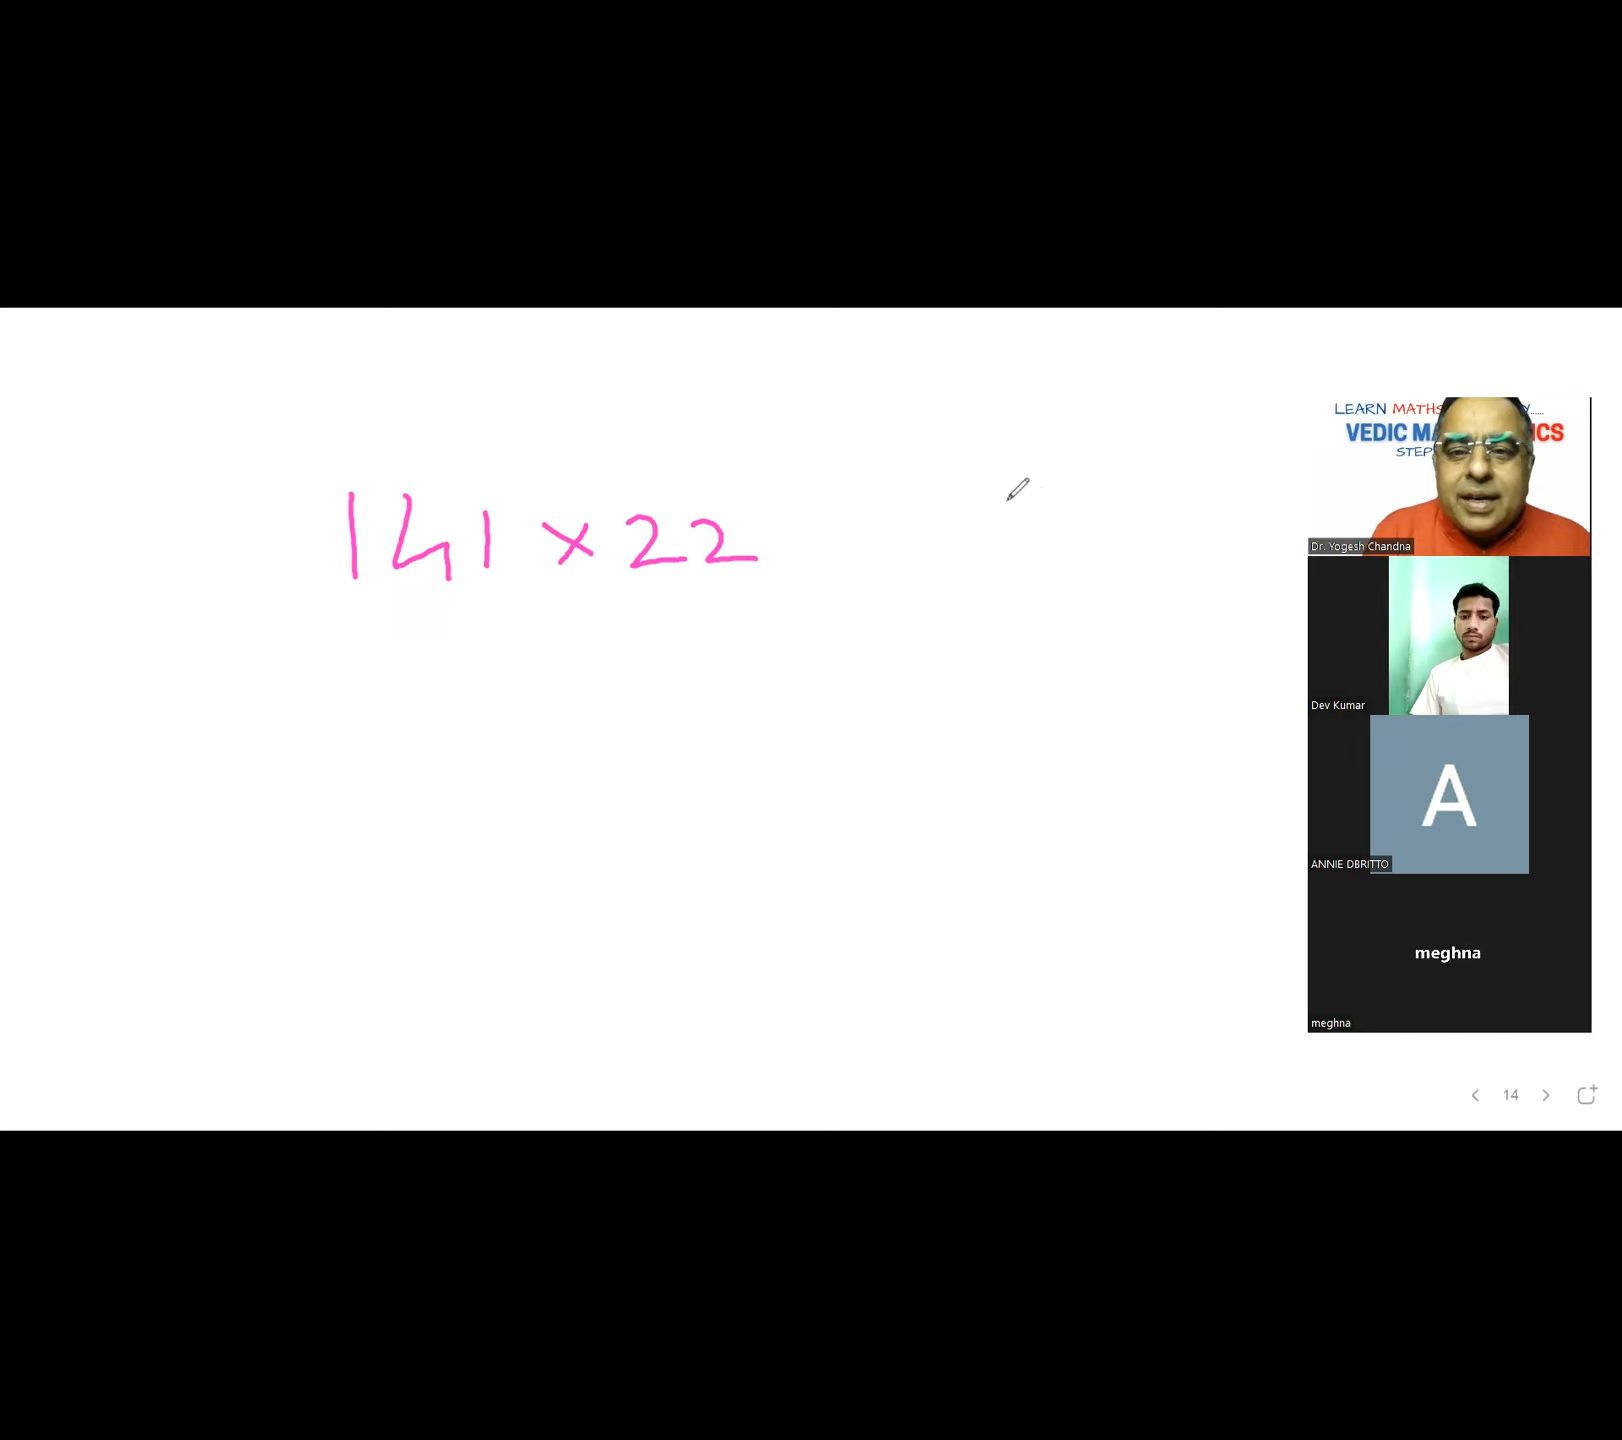 LEARN MATHS
VEDIC MA ICS
STEP
141 × 22
Dr. Yogesh Chandna
Dev Kumar
A
ANNIE DBRITTO
meghna
meghna
14